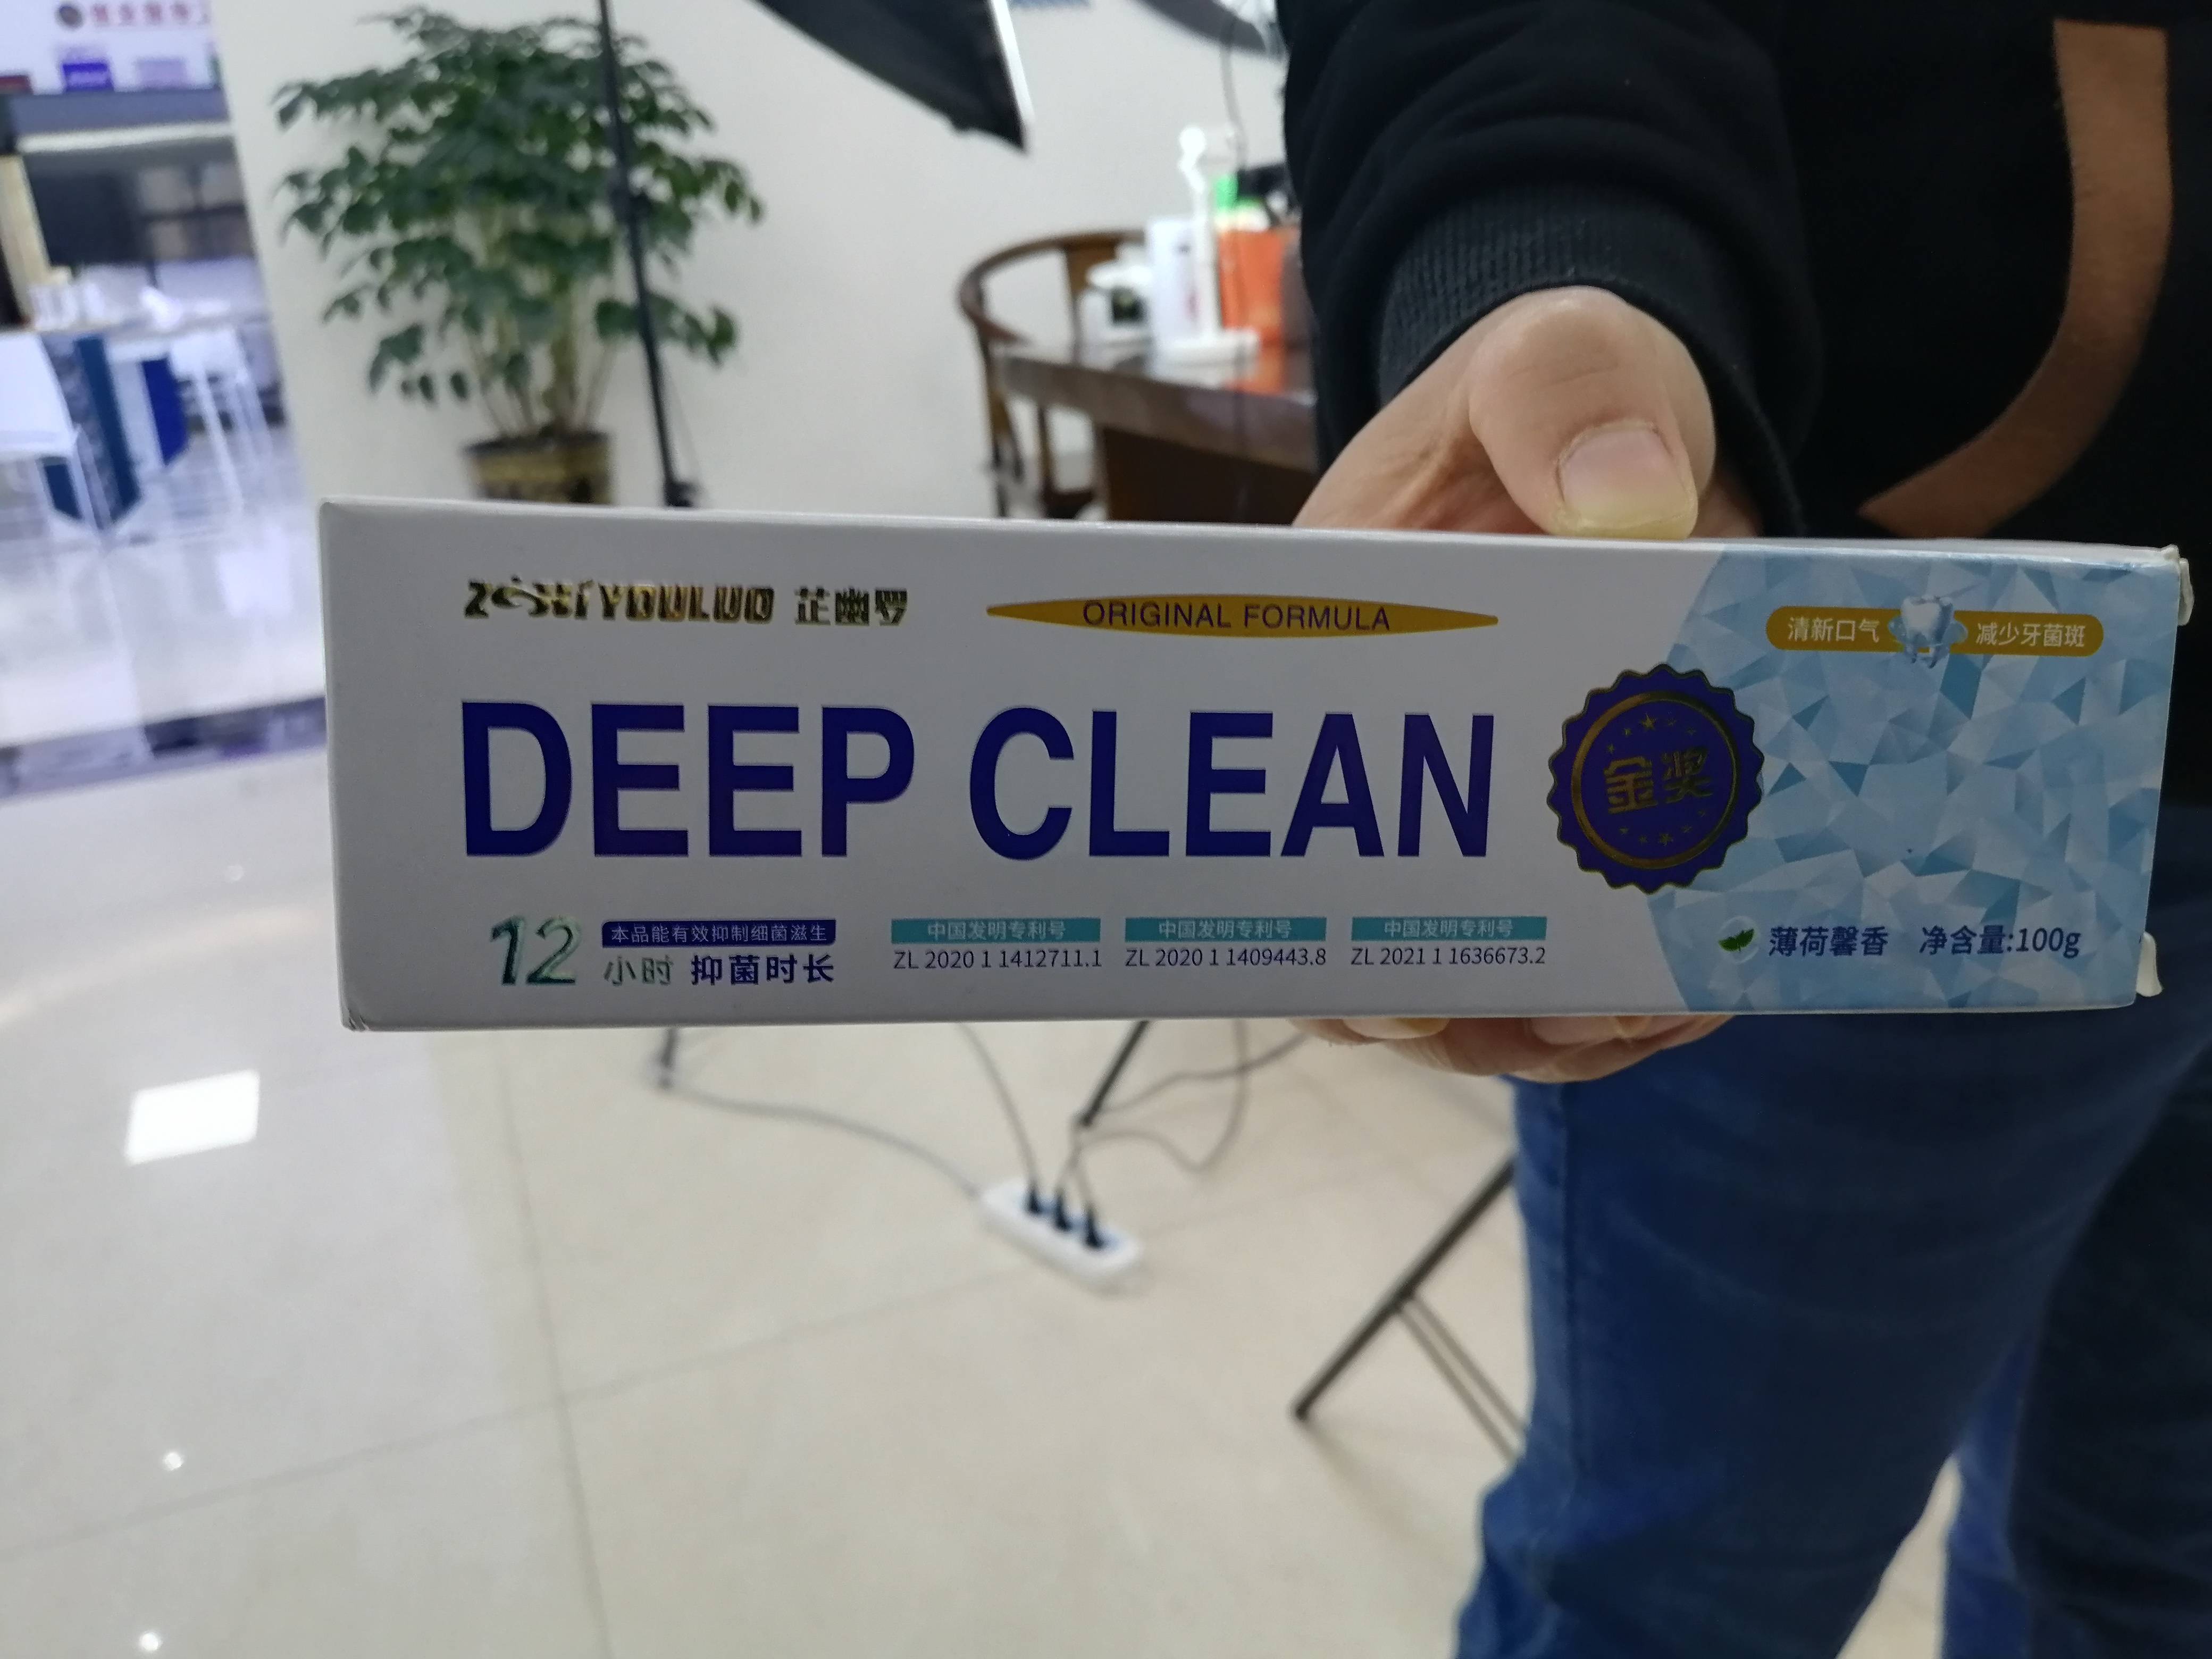 YOULUO 芷幽罗
ORIGINAL FORMULA
清新口气 减少牙菌斑
DEEP CLEAN
金奖
12小时
本品能有效抑制细菌滋生
抑菌时长
中国发明专利号
ZL 2020 1 1412711.1
中国发明专利号
ZL 2020 1 1409443.8
中国发明专利号
ZL 2021 1 1636673.2
薄荷馨香 净含量:100g